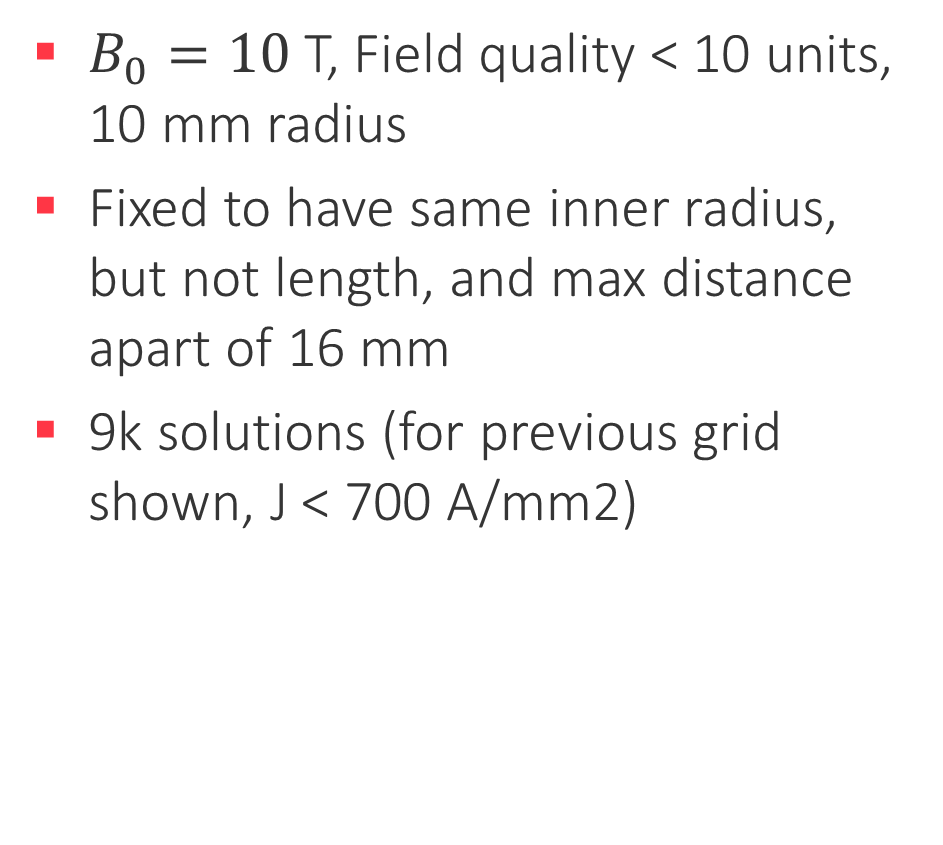 ▪ B₀ = 10 T, Field quality < 10 units,
10 mm radius
▪ Fixed to have same inner radius,
but not length, and max distance
apart of 16 mm
▪ 9k solutions (for previous grid
shown, J < 700 A/mm2)